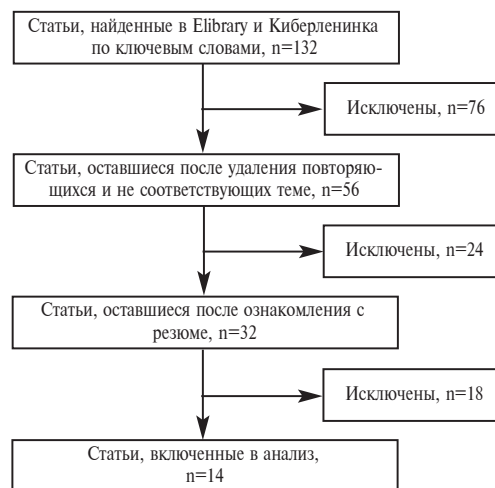 Статьи, найденные в Elibrary и Киберленинка
по ключевым словами, n=132
Исключены, n=76
Статьи, оставшиеся после удаления повторяю-
щихся и не соответствующих теме, n=56
Исключены, n=24
Статьи, оставшиеся после ознакомления с
резюме, n=32
Исключены, n=18
Статьи, включенные в анализ,
n=14